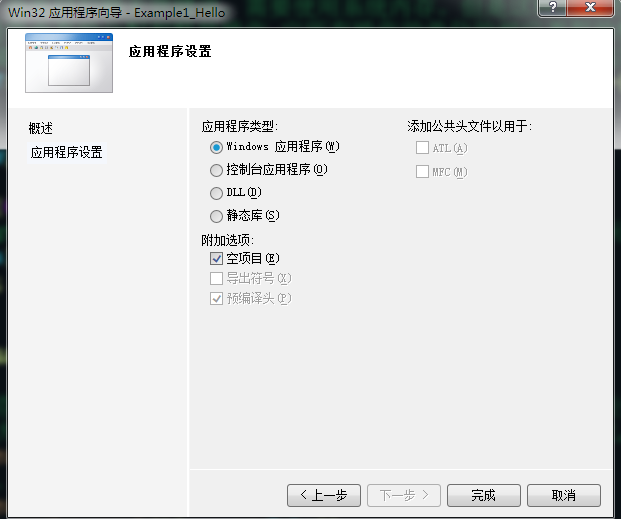 Win32 应用程序向导 - Example1_Hello
应用程序设置
概述
应用程序设置
应用程序类型:
Windows 应用程序(W)
控制台应用程序(O)
DLL(D)
静态库(S)
附加选项:
空项目(E)
导出符号(X)
预编译头(P)
添加公共头文件以用于:
ATL(A)
MFC(M)
< 上一步
下一步 >
完成
取消